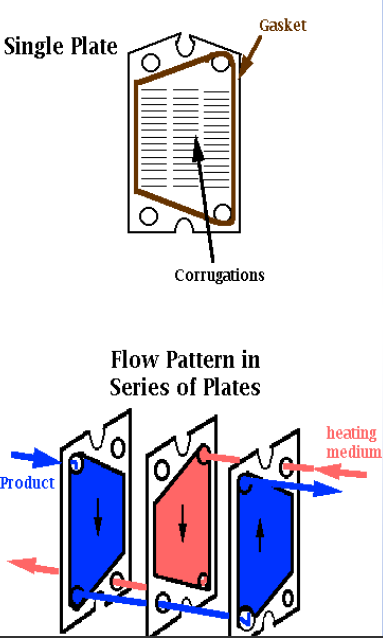 Gasket
Single Plate
Corrugations
Flow Pattern in
Series of Plates
heating
medium
Product